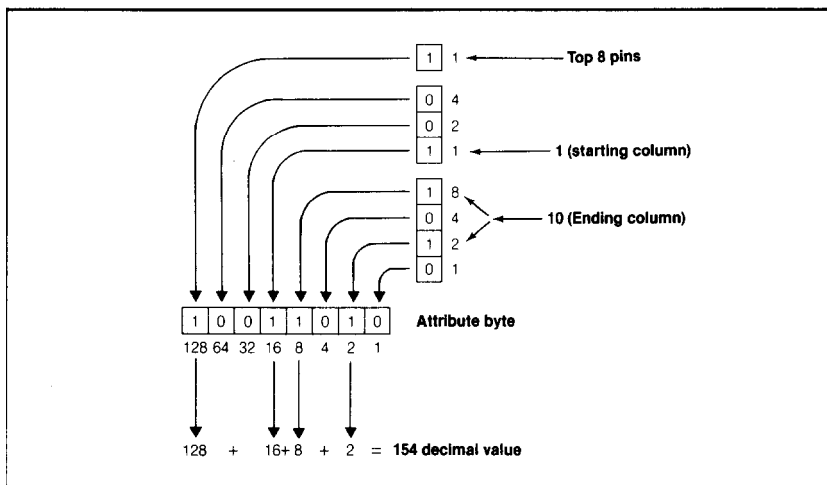 1 1 Top 8 pins
0 4
0 2
1 1 1 (starting column)
1 8
0 4 10 (Ending column)
1 2
0 1
1 0 0 1 1 0 1 0 Attribute byte
128 64 32 16 8 4 2 1
128 + 16+ 8 + 2 = 154 decimal value